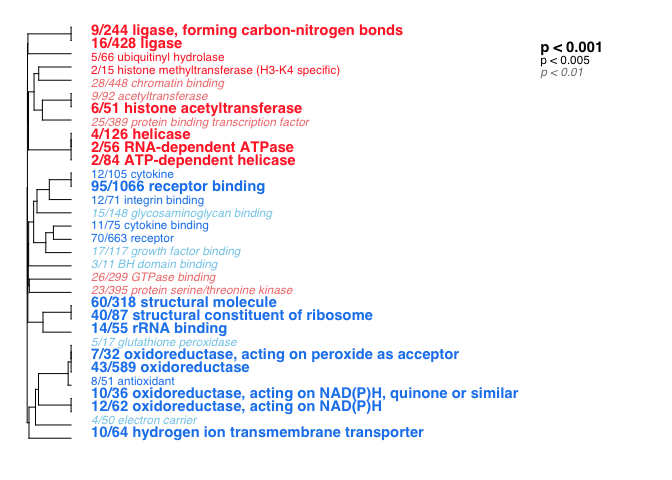 9/244 ligase, forming carbon-nitrogen bonds
16/428 ligase
5/66 ubiquitinyl hydrolase
2/15 histone methyltransferase (H3-K4 specific)
28/448 chromatin binding
9/92 acetyltransferase
6/51 histone acetyltransferase
25/389 protein binding transcription factor
4/126 helicase
2/56 RNA-dependent ATPase
2/84 ATP-dependent helicase
12/105 cytokine
95/1066 receptor binding
12/71 integrin binding
15/148 glycosaminoglycan binding
11/75 cytokine binding
70/663 receptor
17/117 growth factor binding
3/11 BH domain binding
26/299 GTPase binding
23/395 protein serine/threonine kinase
60/318 structural molecule
40/87 structural constituent of ribosome
14/55 rRNA binding
5/17 glutathione peroxidase
7/32 oxidoreductase, acting on peroxide as acceptor
43/589 oxidoreductase
8/51 antioxidant
10/36 oxidoreductase, acting on NAD(P)H, quinone or similar
12/62 oxidoreductase, acting on NAD(P)H
4/50 electron carrier
10/64 hydrogen ion transmembrane transporter
p < 0.001
p < 0.005
p < 0.01